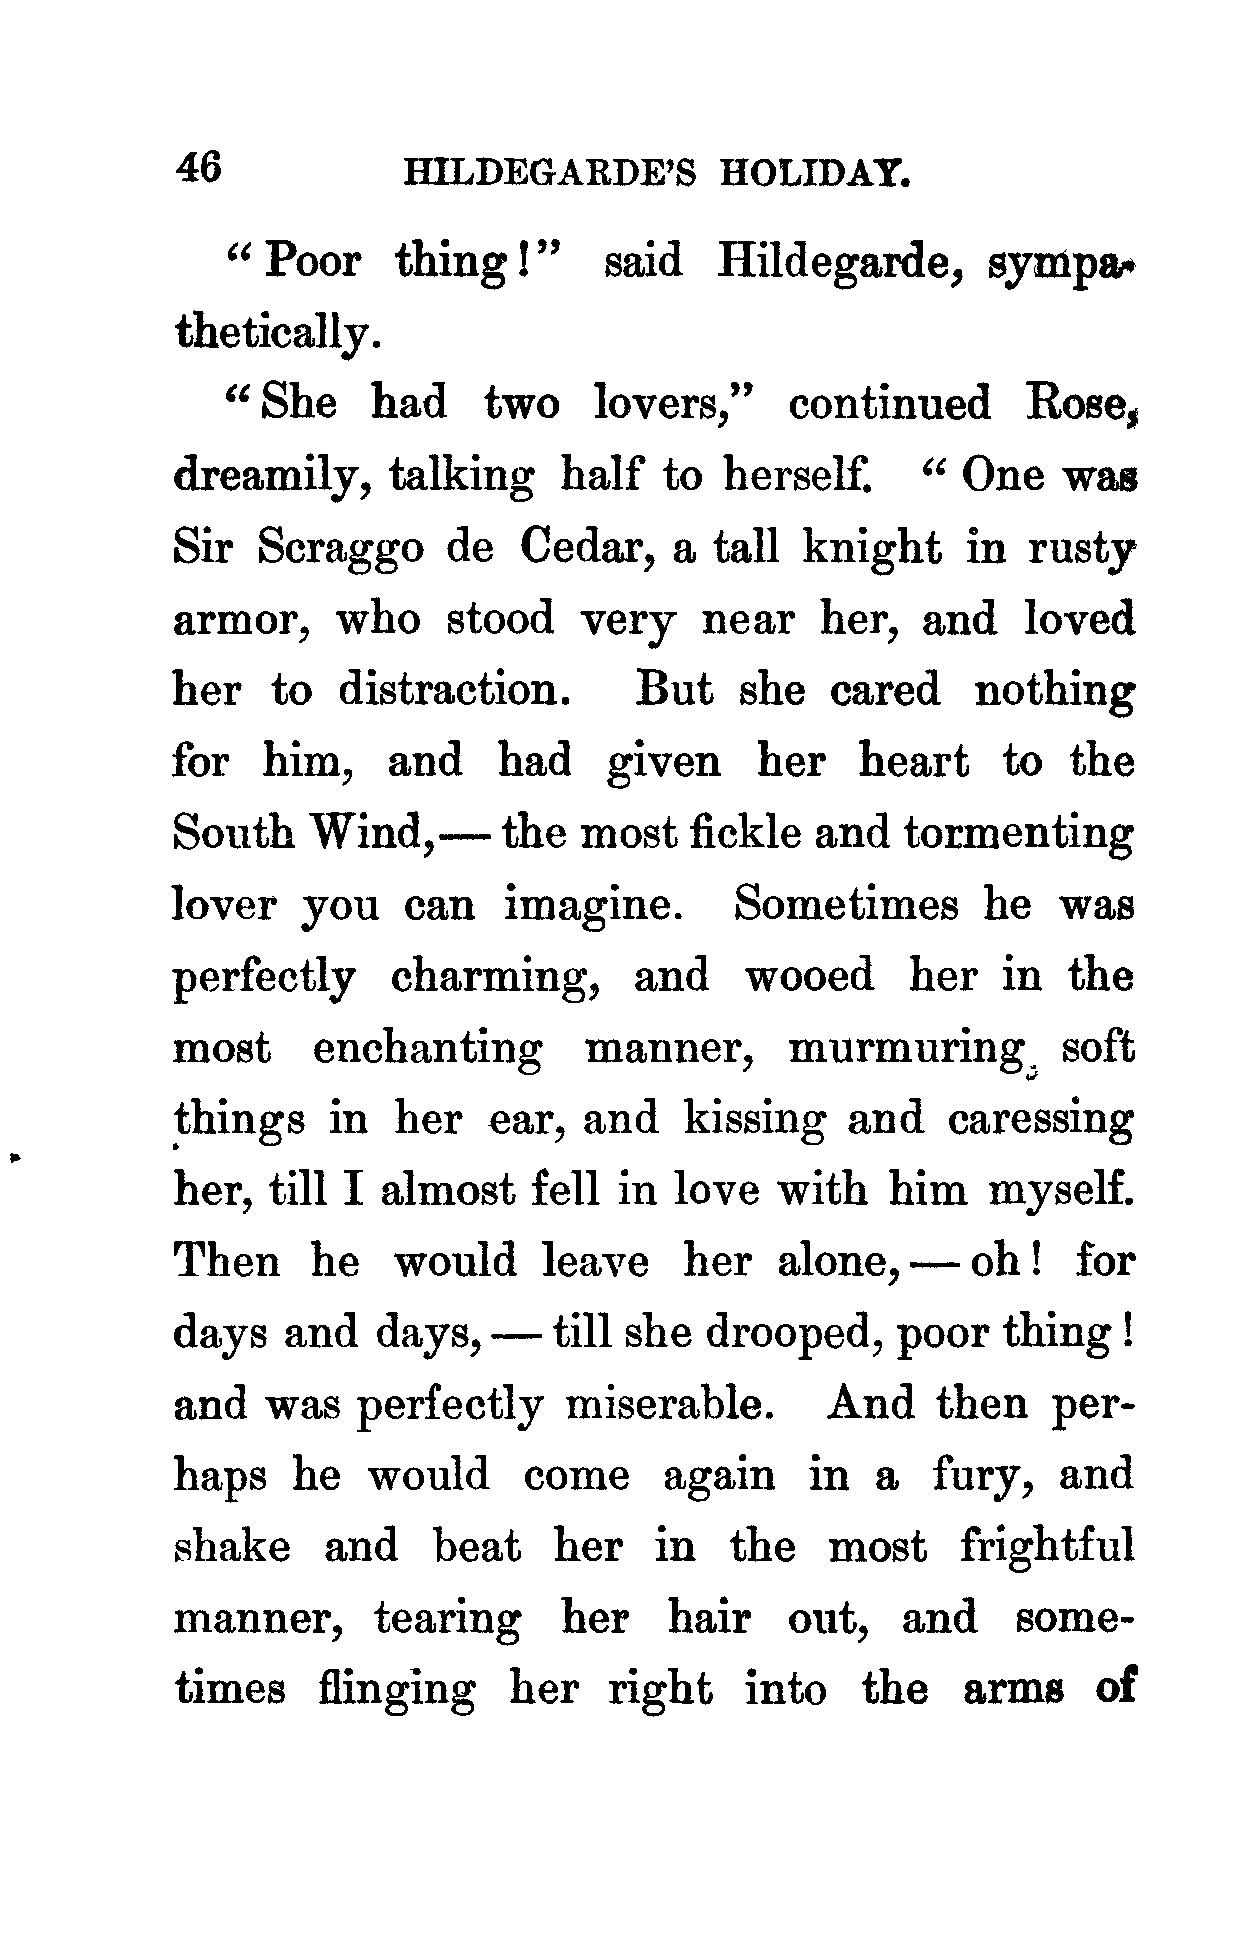 46 HILDEGARDE'S HOLIDAY.
“Poor thing!” said Hildegarde, sympa-
thetically.
“She had two lovers,” continued Rose,
dreamily, talking half to herself. “One was
Sir Scraggo de Cedar, a tall knight in rusty
armor, who stood very near her, and loved
her to distraction. But she cared nothing
for him, and had given her heart to the
South Wind,— the most fickle and tormenting
lover you can imagine. Sometimes he was
perfectly charming, and wooed her in the
most enchanting manner, murmuring soft
things in her ear, and kissing and caressing
her, till I almost fell in love with him myself.
Then he would leave her alone,— oh! for
days and days,— till she drooped, poor thing!
and was perfectly miserable. And then per-
haps he would come again in a fury, and
shake and beat her in the most frightful
manner, tearing her hair out, and some-
times flinging her right into the arms of